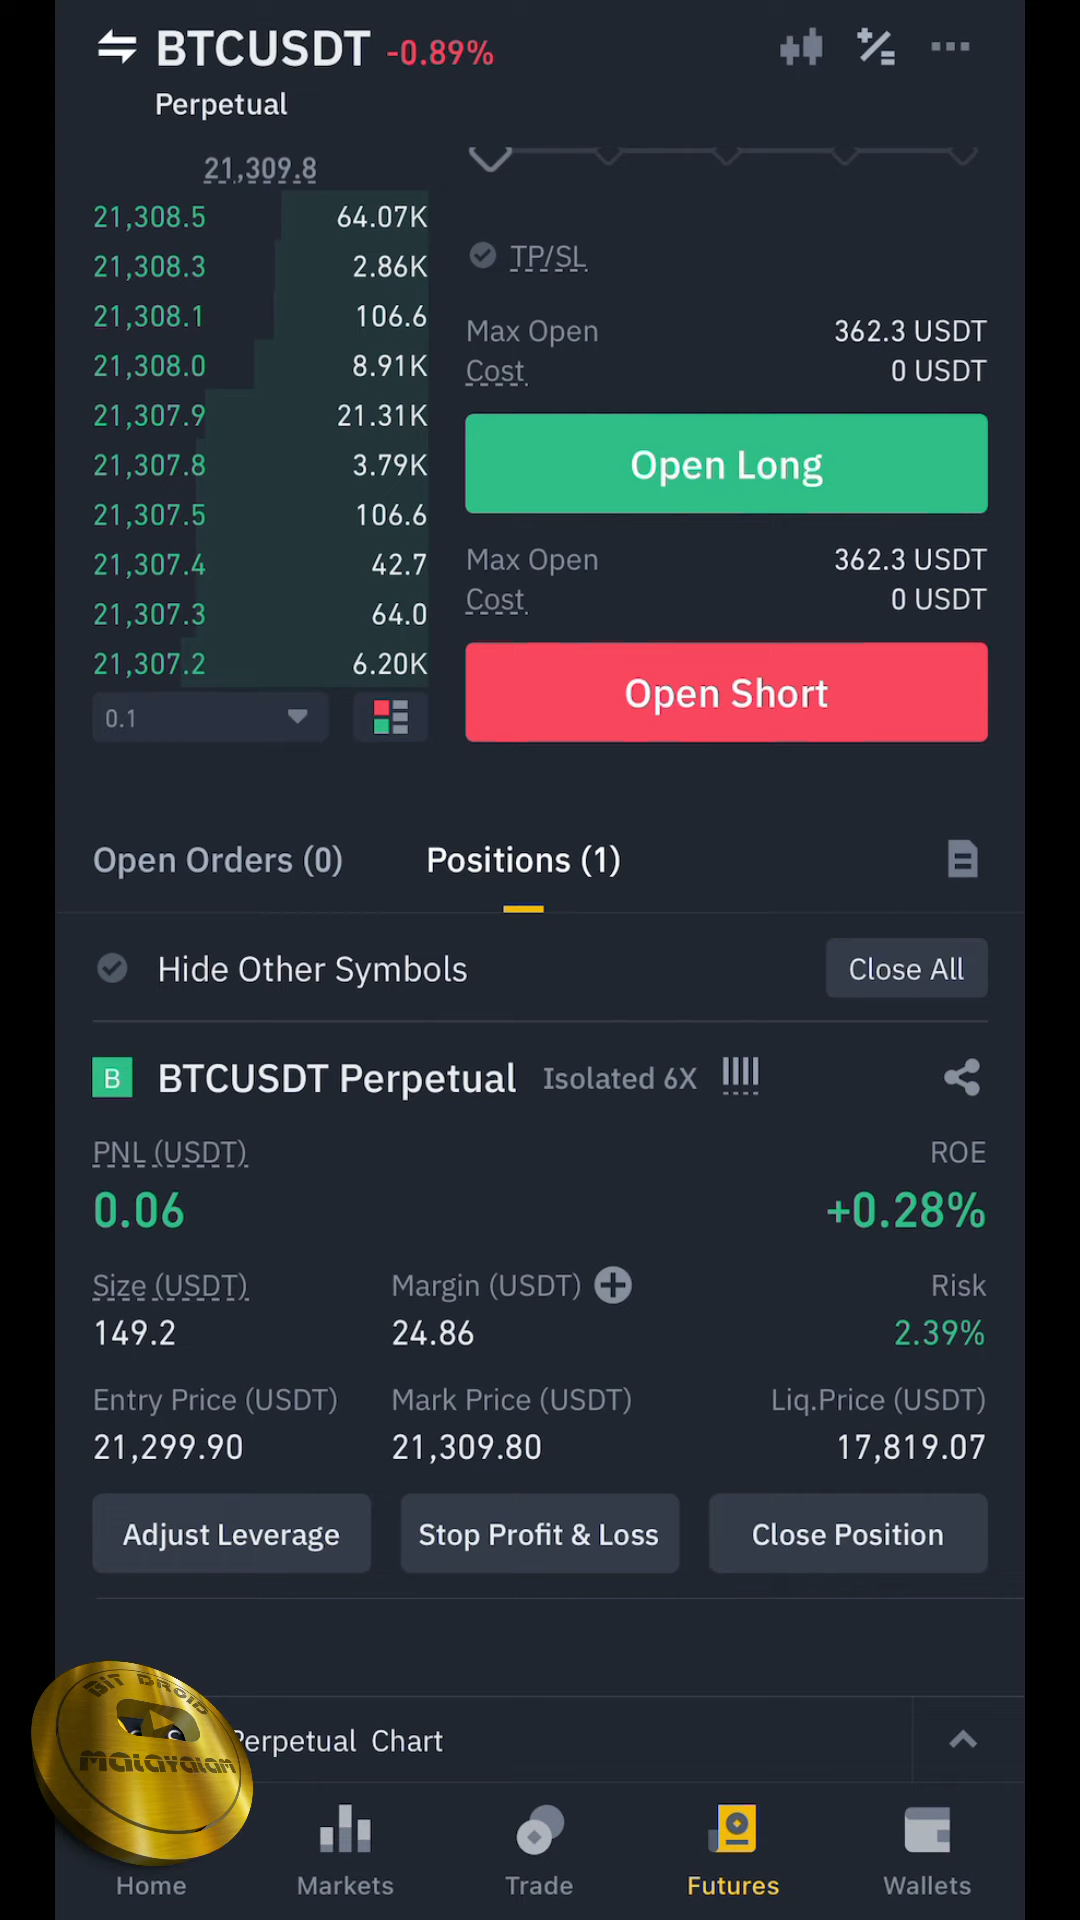 BTCUSDT -0.89%
Perpetual
21,309.8
21,308.5 64.07K
21,308.3 2.86K
21,308.1 106.6
21,308.0 8.91K
21,307.9 21.31K
21,307.8 3.79K
21,307.5 106.6
21,307.4 42.7
21,307.3 64.0
21,307.2 6.20K
0.1
TP/SL
Max Open 362.3 USDT
Cost 0 USDT
Open Long
Max Open 362.3 USDT
Cost 0 USDT
Open Short
Open Orders (0) Positions (1)
Hide Other Symbols Close All
B BTCUSDT Perpetual Isolated 6X
PNL (USDT) ROE
0.06 +0.28%
Size (USDT) Margin (USDT) Risk
149.2 24.86 2.39%
Entry Price (USDT) Mark Price (USDT) Liq.Price (USDT)
21,299.90 21,309.80 17,819.07
Adjust Leverage Stop Profit & Loss Close Position
BIT DROID
MALAYALAM
Perpetual Chart
Home Markets Trade Futures Wallets